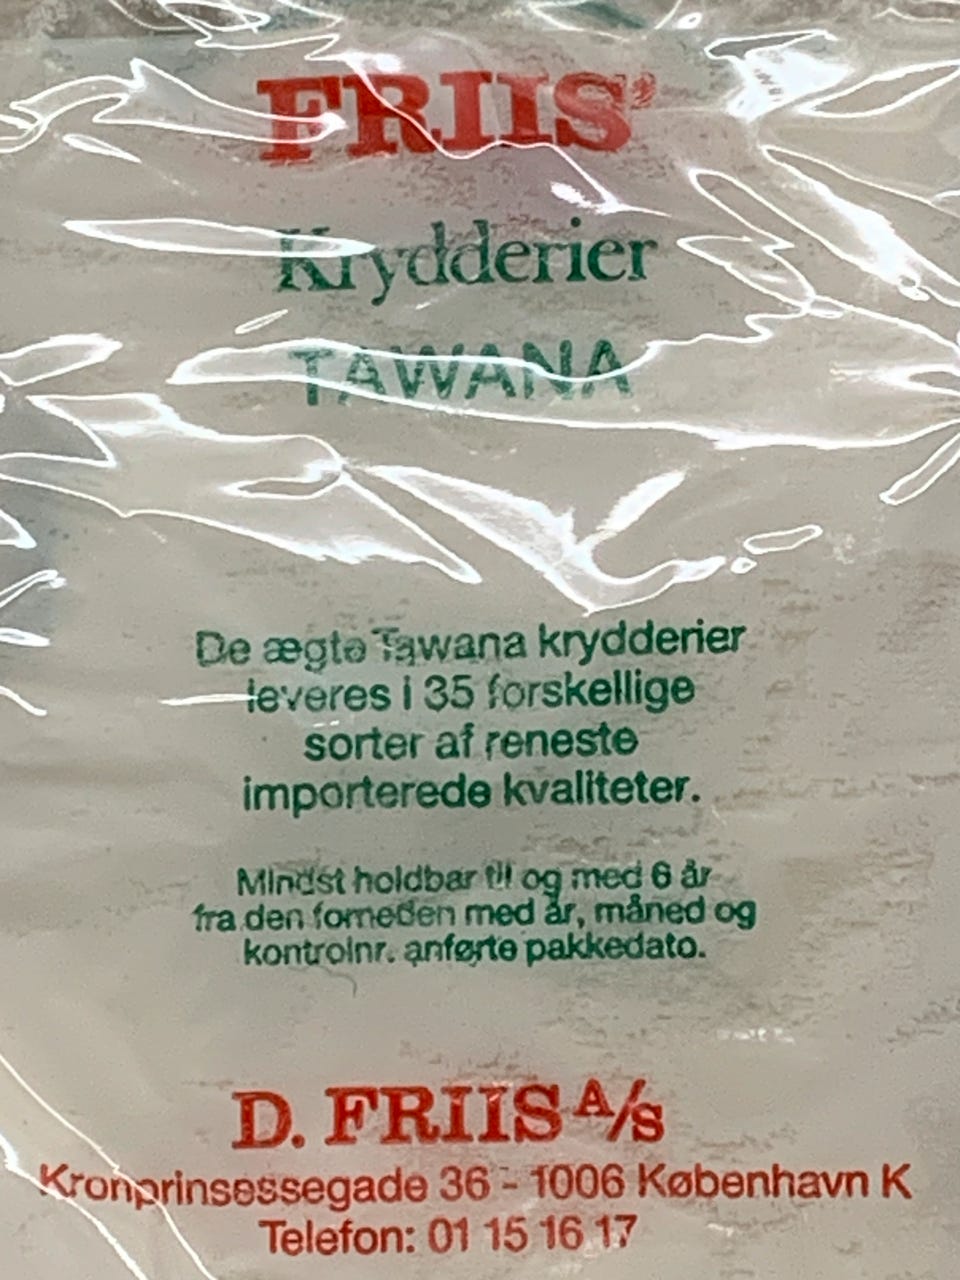 FRIIS'
Krydderier
TAWANA
De ægte Tawana krydderier
leveres i 35 forskellige
sorter af reneste
importerede kvaliteter.
Mindst holdbar til og med 6 år
fra den forneden med år, måned og
kontrolnr. anførte pakkedato.
D. FRIIS A/S
Kronprinsessegade 36 - 1006 København K
Telefon: 01 15 16 17